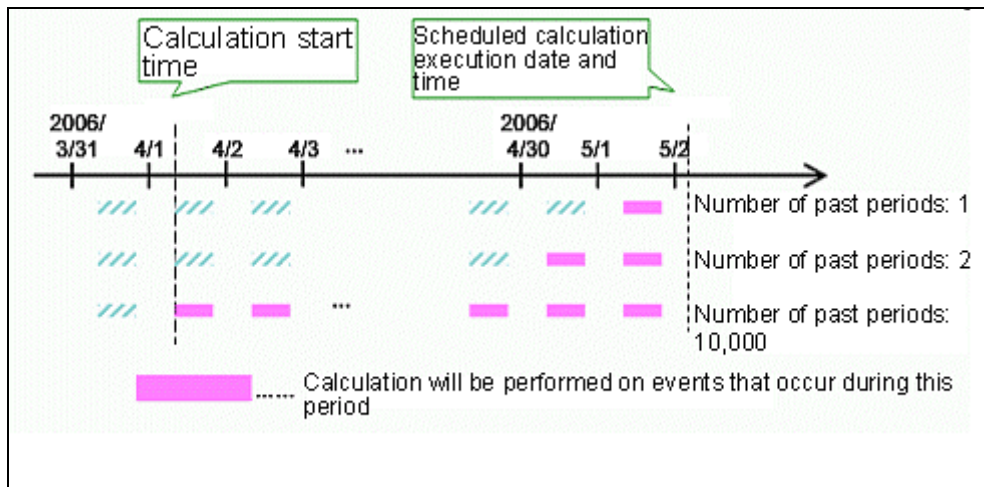 Calculation start
time
Scheduled calculation
execution date and
time
2006/
3/31 4/1 4/2 4/3 ...
2006/
4/30 5/1 5/2
Number of past periods: 1
Number of past periods: 2
...
Number of past periods:
10,000
...... Calculation will be performed on events that occur during this
period